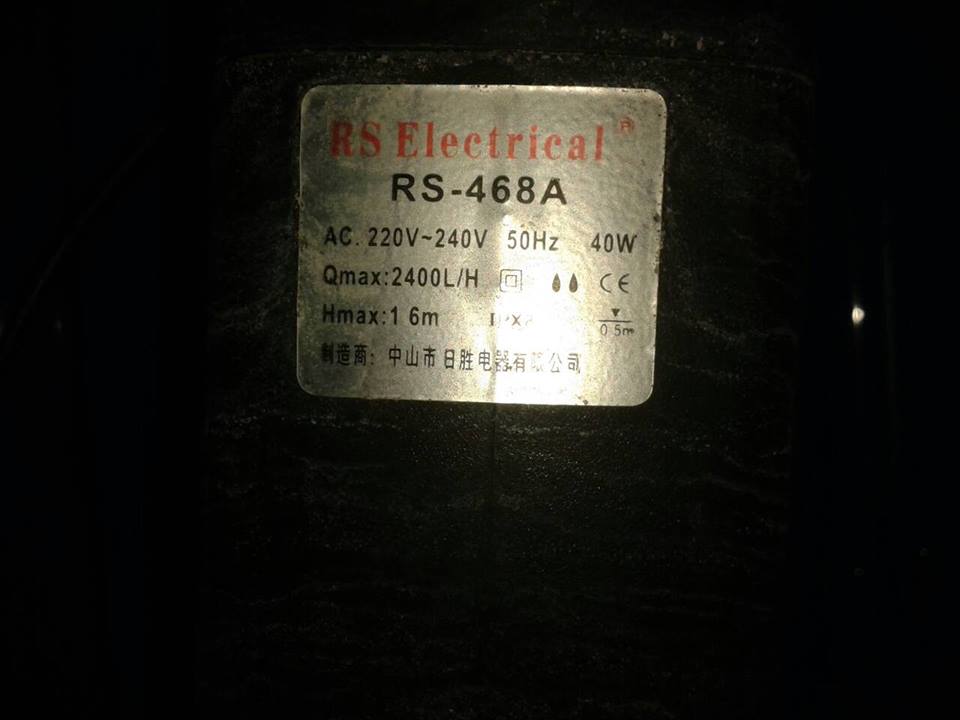 RS Electrical ®
RS-468A
AC. 220V~240V 50Hz 40W
Qmax:2400L/H CE
Hmax:1 6m
0 5m
制造商: 中山市日胜电器有限公司